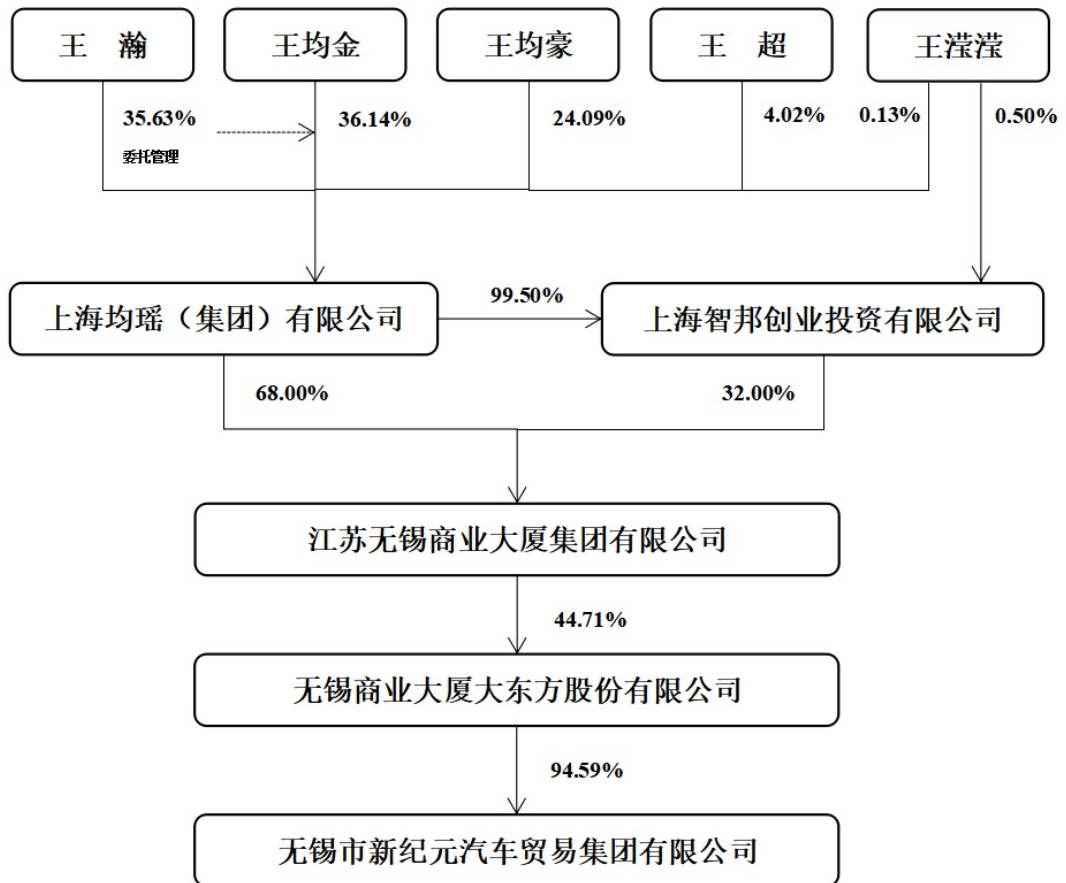 王　瀚
王均金
王均豪
王　超
王滢滢
35.63%
36.14%
24.09%
4.02%
0.13%
0.50%
委托管理
上海均瑶（集团）有限公司
99.50%
上海智邦创业投资有限公司
68.00%
32.00%
江苏无锡商业大厦集团有限公司
44.71%
无锡商业大厦大东方股份有限公司
94.59%
无锡市新纪元汽车贸易集团有限公司